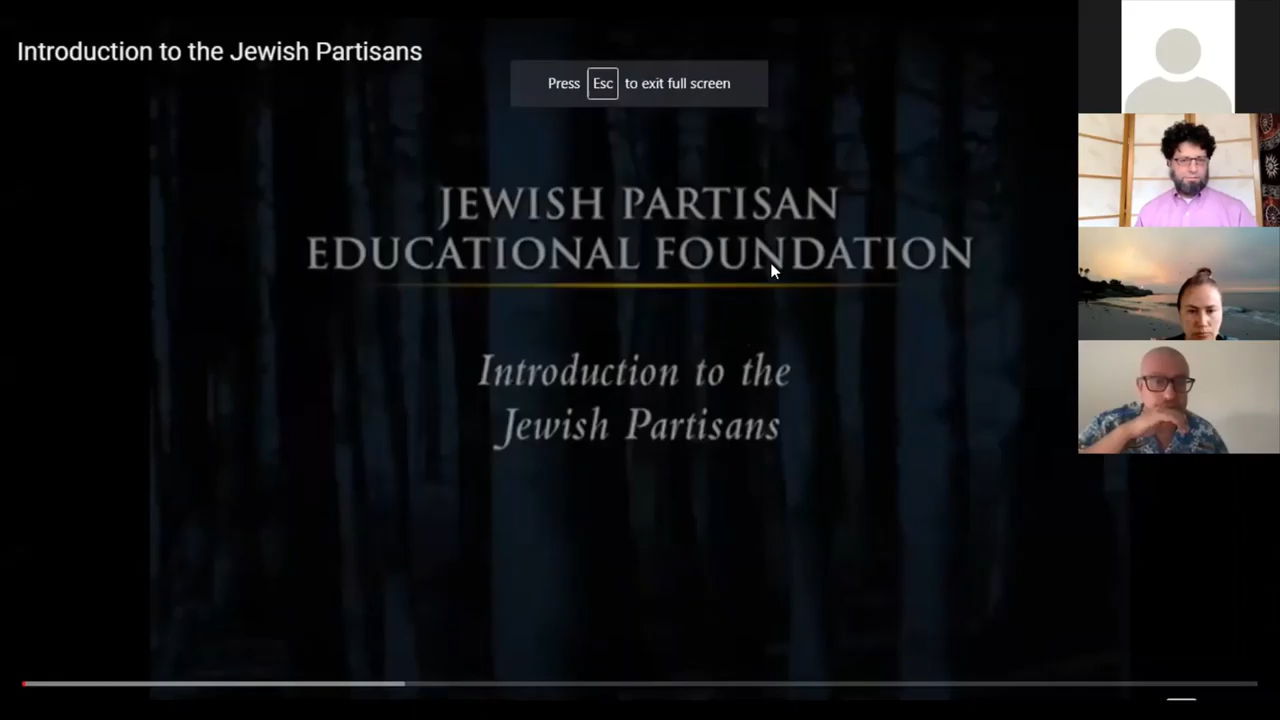 Introduction to the Jewish Partisans
Press Esc to exit full screen
JEWISH PARTISAN
EDUCATIONAL FOUNDATION
Introduction to the
Jewish Partisans